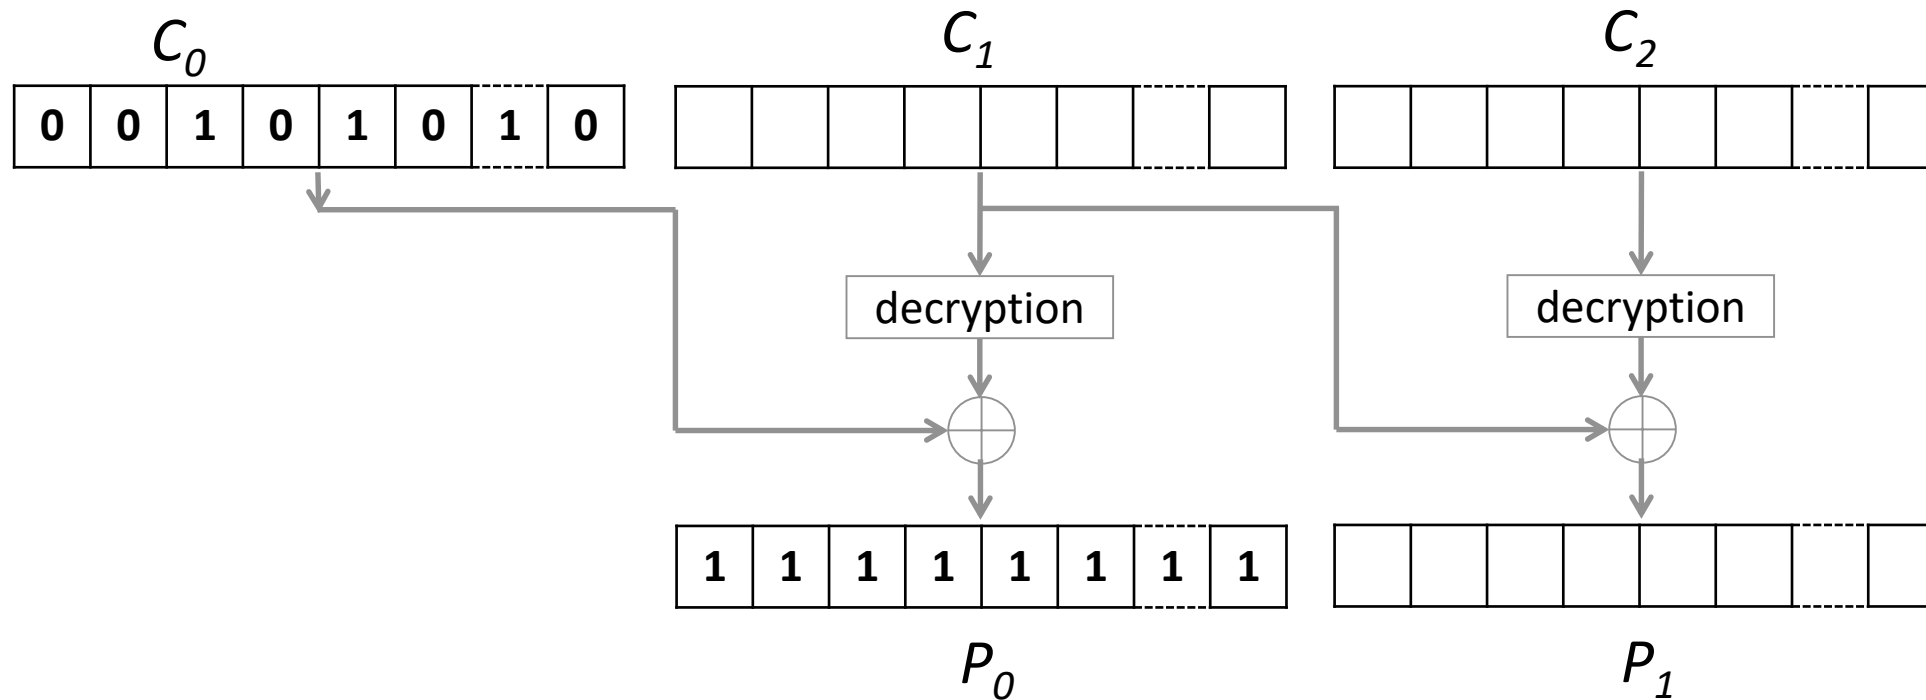 C0 C1 C2
0 0 1 0 1 0 1 0
decryption decryption
1 1 1 1 1 1 1 1
P0 P1